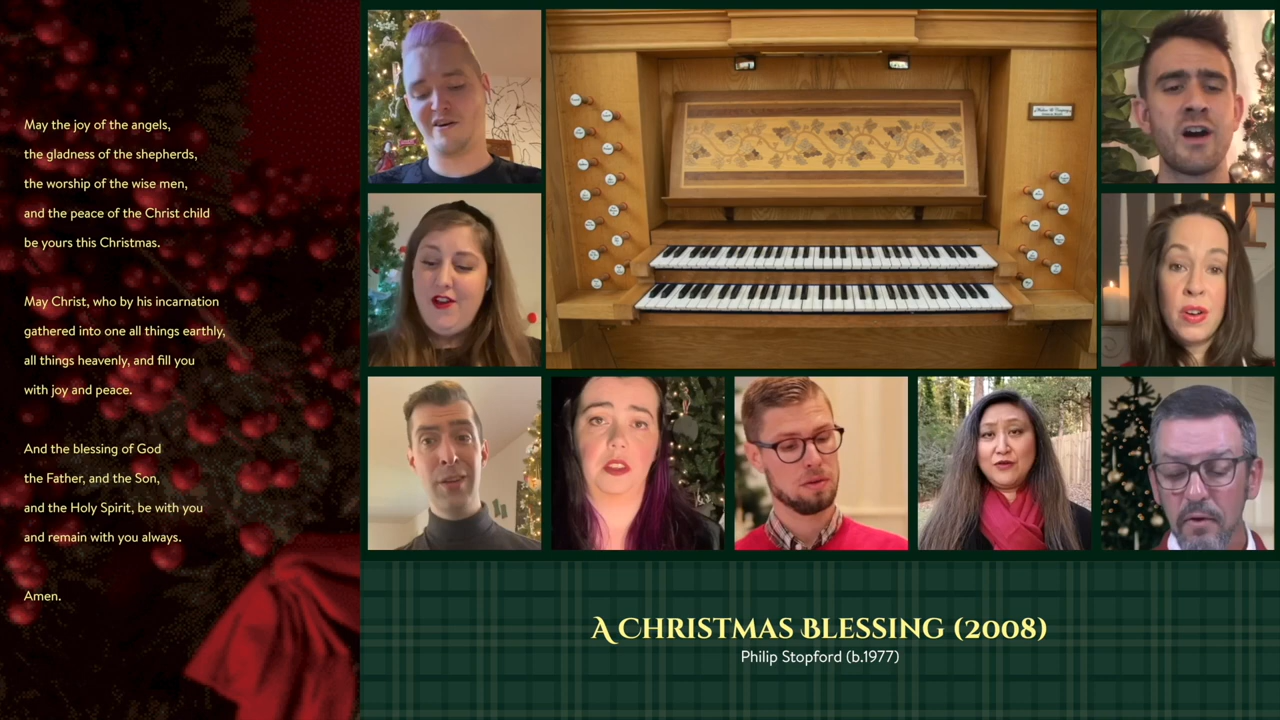 May the joy of the angels,
the gladness of the shepherds,
the worship of the wise men,
and the peace of the Christ child
be yours this Christmas.
May Christ, who by his incarnation
gathered into one all things earthly,
all things heavenly, and fill you
with joy and peace.
And the blessing of God
the Father, and the Son,
and the Holy Spirit, be with you
and remain with you always.
Amen.
A Christmas Blessing (2008)
Philip Stopford (b.1977)